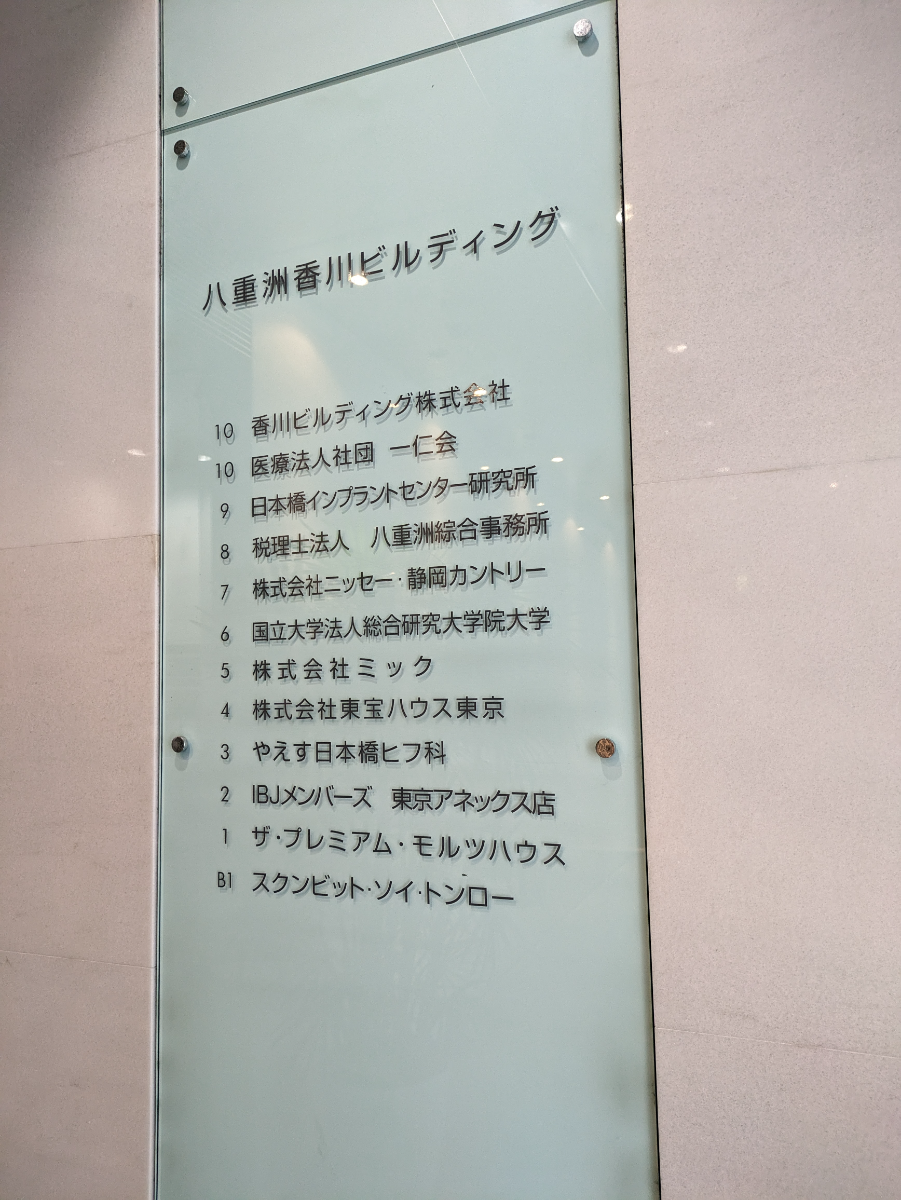 八重洲香川ビルディング
10 香川ビルディング株式会社
10 医療法人社団 一仁会
9 日本橋インプラントセンター研究所
8 税理士法人 八重洲綜合事務所
7 株式会社ニッセー・静岡カントリー
6 国立大学法人総合研究大学院大学
5 株式会社ミック
4 株式会社東宝ハウス東京
3 やえす日本橋ヒフ科
2 IBJメンバーズ 東京アネックス店
1 ザ・プレミアム・モルツハウス
B1 スクンビット・ソイ・トンロー